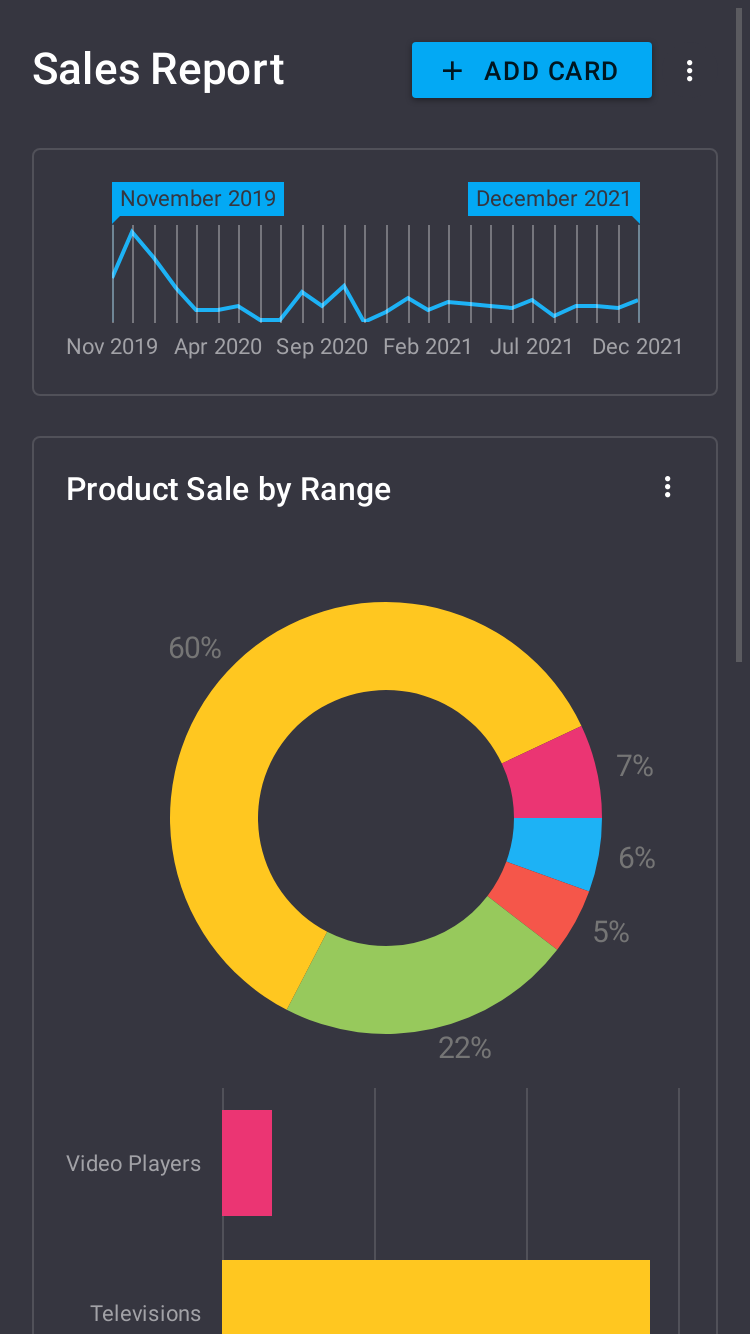 Sales Report
+ ADD CARD
November 2019
December 2021
Nov 2019 Apr 2020 Sep 2020 Feb 2021 Jul 2021 Dec 2021
Product Sale by Range
60%
7%
6%
5%
22%
Video Players
Televisions